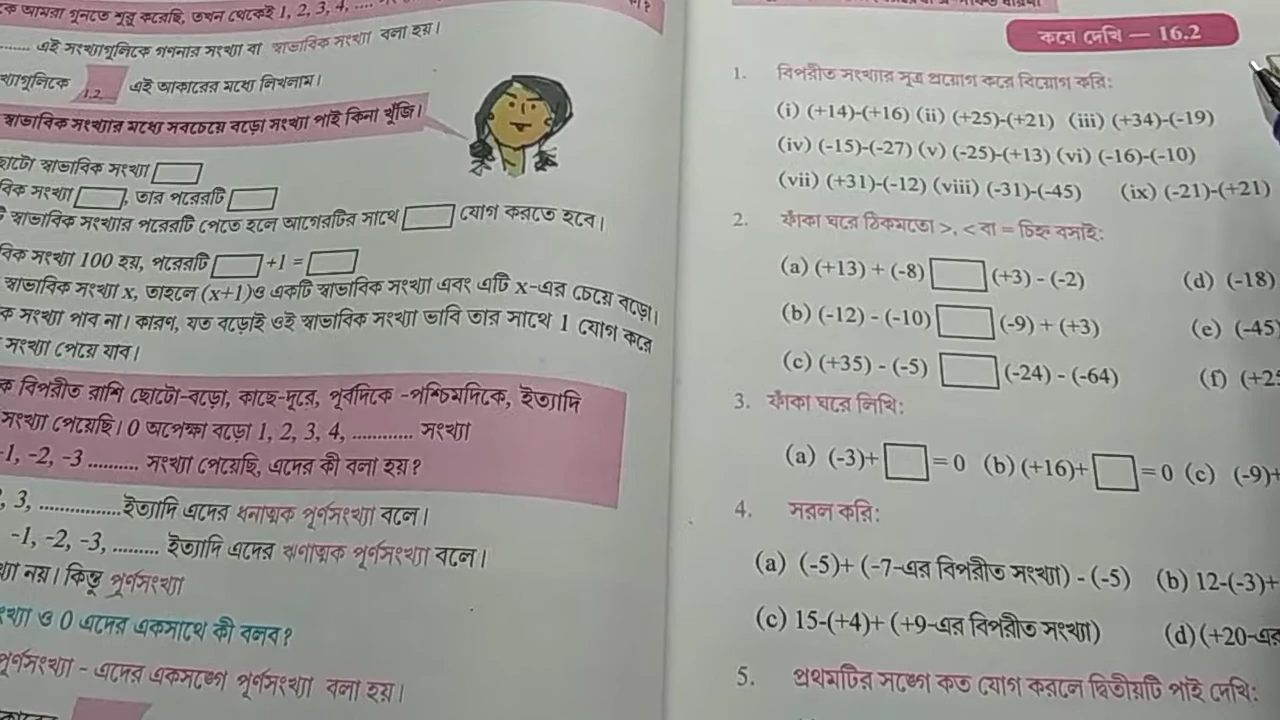 আমরা গুনতে শুরু করেছি, তখন থেকেই 1, 2, 3, 4, ....
....... এই সংখ্যাগুলিকে গণনার সংখ্যা বা স্বাভাবিক সংখ্যা বলা হয়।
1,2 এই আকারের মধ্যে লিখলাম।
স্বাভাবিক সংখ্যার মধ্যে সবচেয়ে বড়ো সংখ্যা পাই কিনা খুঁজি।
স্বাভাবিক সংখ্যা
সংখ্যা , তার পরেরটি
স্বাভাবিক সংখ্যার পরেরটি পেতে হলে আগেরটির সাথে যোগ করতে হবে।
সংখ্যা 100 হয়, পরেরটি +1 =
স্বাভাবিক সংখ্যা x, তাহলে (x+1)ও একটি স্বাভাবিক সংখ্যা এবং এটি x-এর চেয়ে বড়ো।
সংখ্যা পাব না। কারণ, যত বড়োই ওই স্বাভাবিক সংখ্যা ভাবি তার সাথে 1 যোগ করে
সংখ্যা পেয়ে যাব।
বিপরীত রাশি ছোটো-বড়ো, কাছে-দূরে, পূর্বদিকে -পশ্চিমদিকে, ইত্যাদি
সংখ্যা পেয়েছি। 0 অপেক্ষা বড়ো 1, 2, 3, 4, ............ সংখ্যা
-1, -2, -3 .......... সংখ্যা পেয়েছি, এদের কী বলা হয়?
, 3, ................ইত্যাদি এদের ধনাত্মক পূর্ণসংখ্যা বলে।
-1, -2, -3, ......... ইত্যাদি এদের ঋণাত্মক পূর্ণসংখ্যা বলে।
নয়। কিন্তু পূর্ণসংখ্যা
ও 0 এদের একসাথে কী বলব?
পূর্ণসংখ্যা - এদের একসঙ্গে পূর্ণসংখ্যা বলা হয়।
কষে দেখি — 16.2
1. বিপরীত সংখ্যার সূত্র প্রয়োগ করে বিয়োগ করি:
(i) (+14)-(+16) (ii) (+25)-(+21) (iii) (+34)-(-19)
(iv) (-15)-(-27) (v) (-25)-(+13) (vi) (-16)-(-10)
(vii) (+31)-(-12) (viii) (-31)-(-45) (ix) (-21)-(+21)
2. ফাঁকা ঘরে ঠিকমতো >, < বা = চিহ্ন বসাই:
(a) (+13) + (-8) (+3) - (-2) (d) (-18)
(b) (-12) - (-10) (-9) + (+3) (e) (-45)
(c) (+35) - (-5) (-24) - (-64) (f) (+25
3. ফাঁকা ঘরে লিখি:
(a) (-3)+ = 0 (b) (+16)+ = 0 (c) (-9)+
4. সরল করি:
(a) (-5)+ (-7-এর বিপরীত সংখ্যা) - (-5) (b) 12-(-3)+
(c) 15-(+4)+ (+9-এর বিপরীত সংখ্যা) (d) (+20-এর
5. প্রথমটির সঙ্গে কত যোগ করলে দ্বিতীয়টি পাই দেখি: